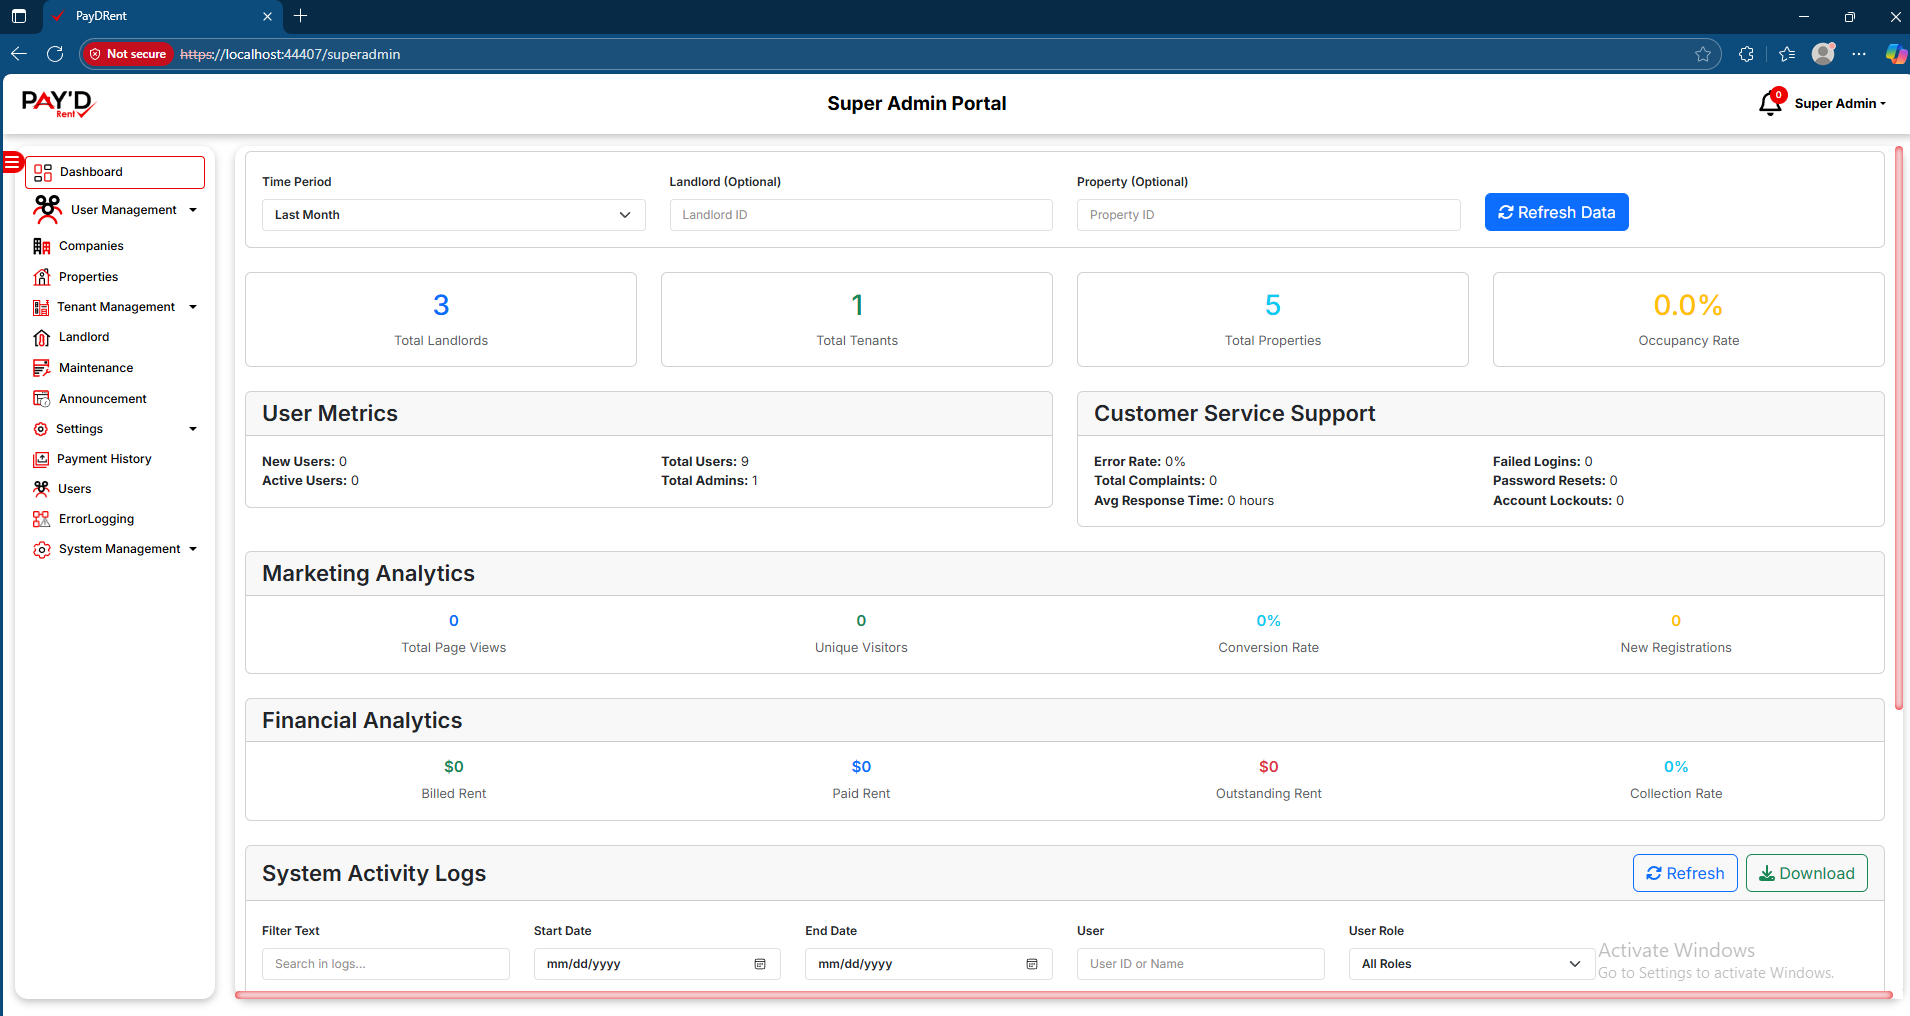 PayDRent
Not secure https://localhost:44407/superadmin
PAY'D
Rent
Super Admin Portal
0
Super Admin
Dashboard
User Management
Companies
Properties
Tenant Management
Landlord
Maintenance
Announcement
Settings
Payment History
Users
ErrorLogging
System Management
Time Period
Landlord (Optional)
Property (Optional)
Last Month
Landlord ID
Property ID
Refresh Data
3
Total Landlords
1
Total Tenants
5
Total Properties
0.0%
Occupancy Rate
User Metrics
New Users: 0
Total Users: 9
Active Users: 0
Total Admins: 1
Customer Service Support
Error Rate: 0%
Failed Logins: 0
Total Complaints: 0
Password Resets: 0
Avg Response Time: 0 hours
Account Lockouts: 0
Marketing Analytics
0
Total Page Views
0
Unique Visitors
0%
Conversion Rate
0
New Registrations
Financial Analytics
$0
Billed Rent
$0
Paid Rent
$0
Outstanding Rent
0%
Collection Rate
System Activity Logs
Refresh
Download
Filter Text
Start Date
End Date
User
User Role
Search in logs...
mm/dd/yyyy
mm/dd/yyyy
User ID or Name
All Roles
Activate Windows
Go to Settings to activate Windows.